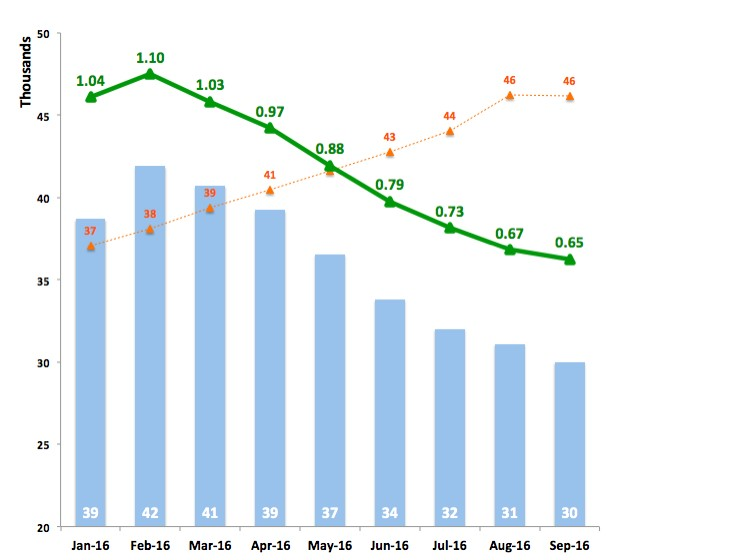 Thousands
50
45
40
35
30
25
20
1.04 1.10 1.03 0.97 0.88 0.79 0.73 0.67 0.65
37 38 39 41 43 44 46 46
39 42 41 39 37 34 32 31 30
Jan-16 Feb-16 Mar-16 Apr-16 May-16 Jun-16 Jul-16 Aug-16 Sep-16